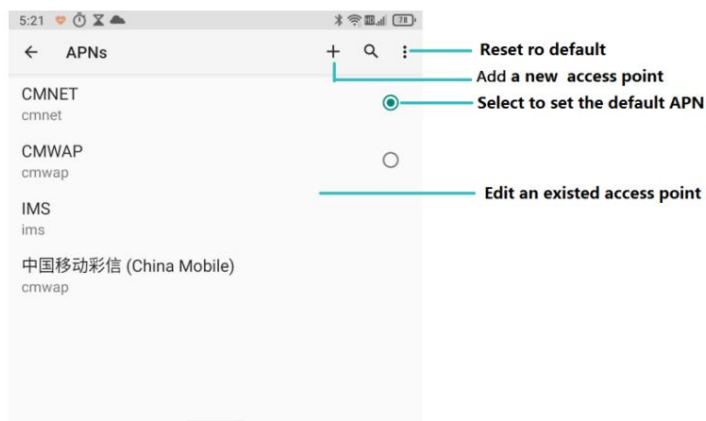 5:21
78
APNs
Reset ro default
Add a new access point
CMNET
cmnet
Select to set the default APN
CMWAP
cmwap
Edit an existed access point
IMS
ims
中国移动彩信 (China Mobile)
cmwap